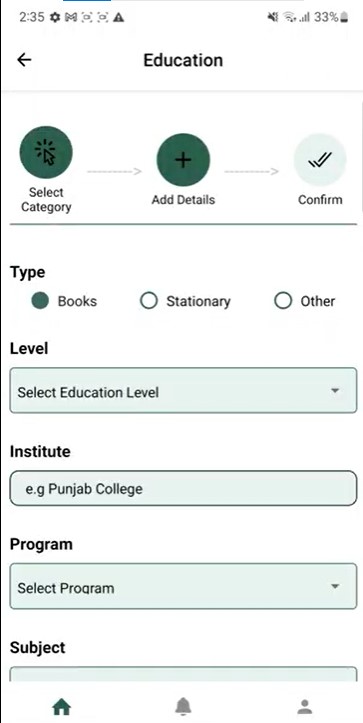 2:35 33%
Education
Select
Category
Add Details
Confirm
Type
Books Stationary Other
Level
Select Education Level
Institute
e.g Punjab College
Program
Select Program
Subject